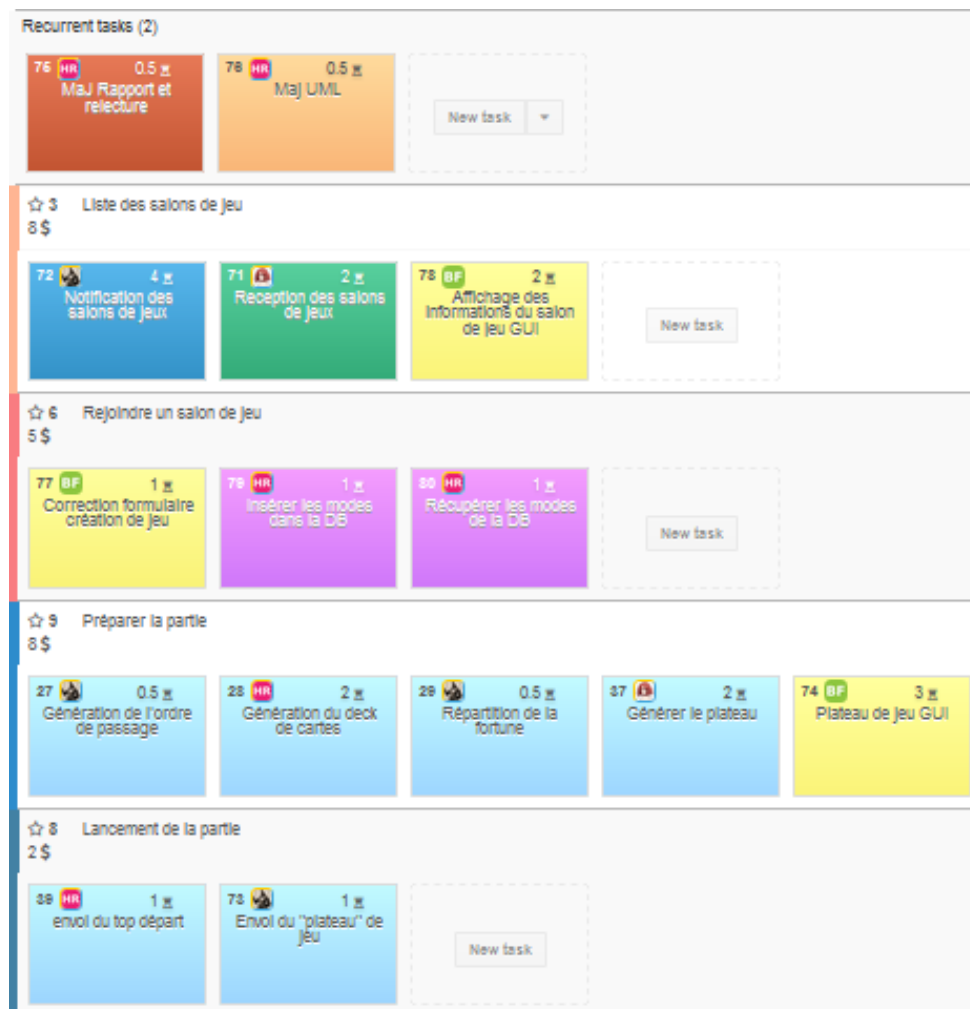 Recurrent tasks (2)
76 HR 0.5
MaJ Rapport et
relecture
78 HR 0.5
Maj UML
New task
3 Liste des salons de jeu
8 $
72 4
Notification des
salons de jeux
71 2
Reception des salons
de jeux
78 BF 2
Affichage des
informations du salon
de jeu GUI
New task
6 Rejoindre un salon de jeu
5 $
77 BF 1
Correction formulaire
création de jeu
79 HR 1
Insérer les modes
dans la DB
80 HR 1
Récupérer les modes
de la DB
New task
9 Préparer la partie
8 $
27 0.5
Génération de l'ordre
de passage
28 HR 2
Génération du deck
de cartes
29 0.5
Répartition de la
fortune
37 2
Générer le plateau
74 BF 3
Plateau de jeu GUI
8 Lancement de la partie
2 $
39 HR 1
envoi du top départ
73 1
Envoi du "plateau" de
jeu
New task